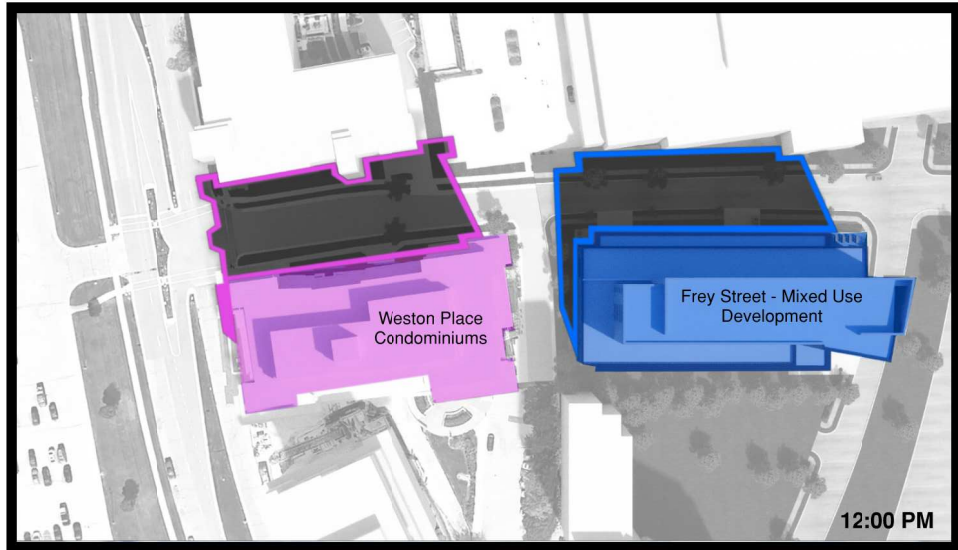 Weston Place
Condominiums
Frey Street - Mixed Use
Development
12:00 PM